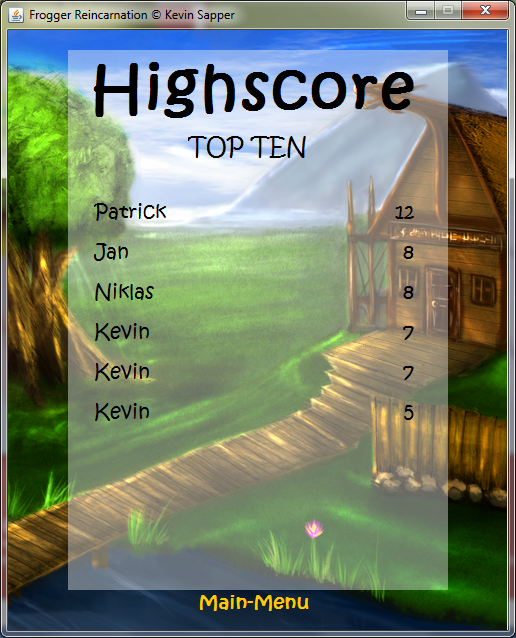 Frogger Reincarnation © Kevin Sapper
Highscore
TOP TEN
Patrick 12
Jan 8
Niklas 8
Kevin 7
Kevin 7
Kevin 5
Main-Menu